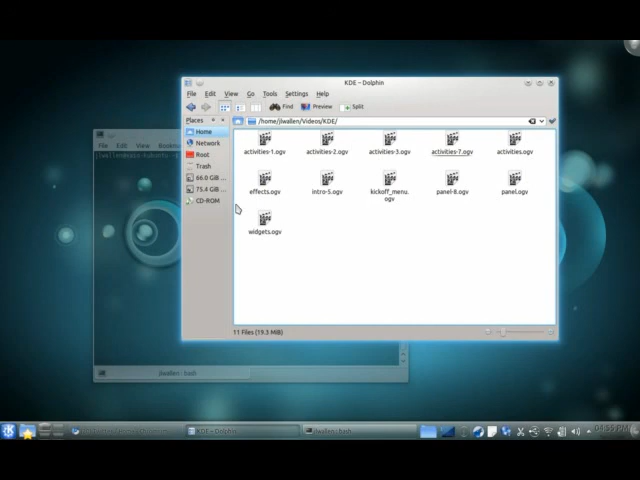 KDE – Dolphin
File Edit View Go Tools Settings Help
Find Preview Split
Places
/home/jlwallen/Videos/KDE/
Home
Network
Root
Trash
66.0 GiB ...
75.4 GiB ...
CD-ROM
activities-1.ogv activities-2.ogv activities-3.ogv activities-7.ogv activities.ogv
effects.ogv intro-5.ogv kickoff_menu.ogv panel-8.ogv panel.ogv
widgets.ogv
11 Files (19.3 MiB)
File Edit View Bookma
jlwallen : bash
KDE – Dolphin
jlwallen : bash